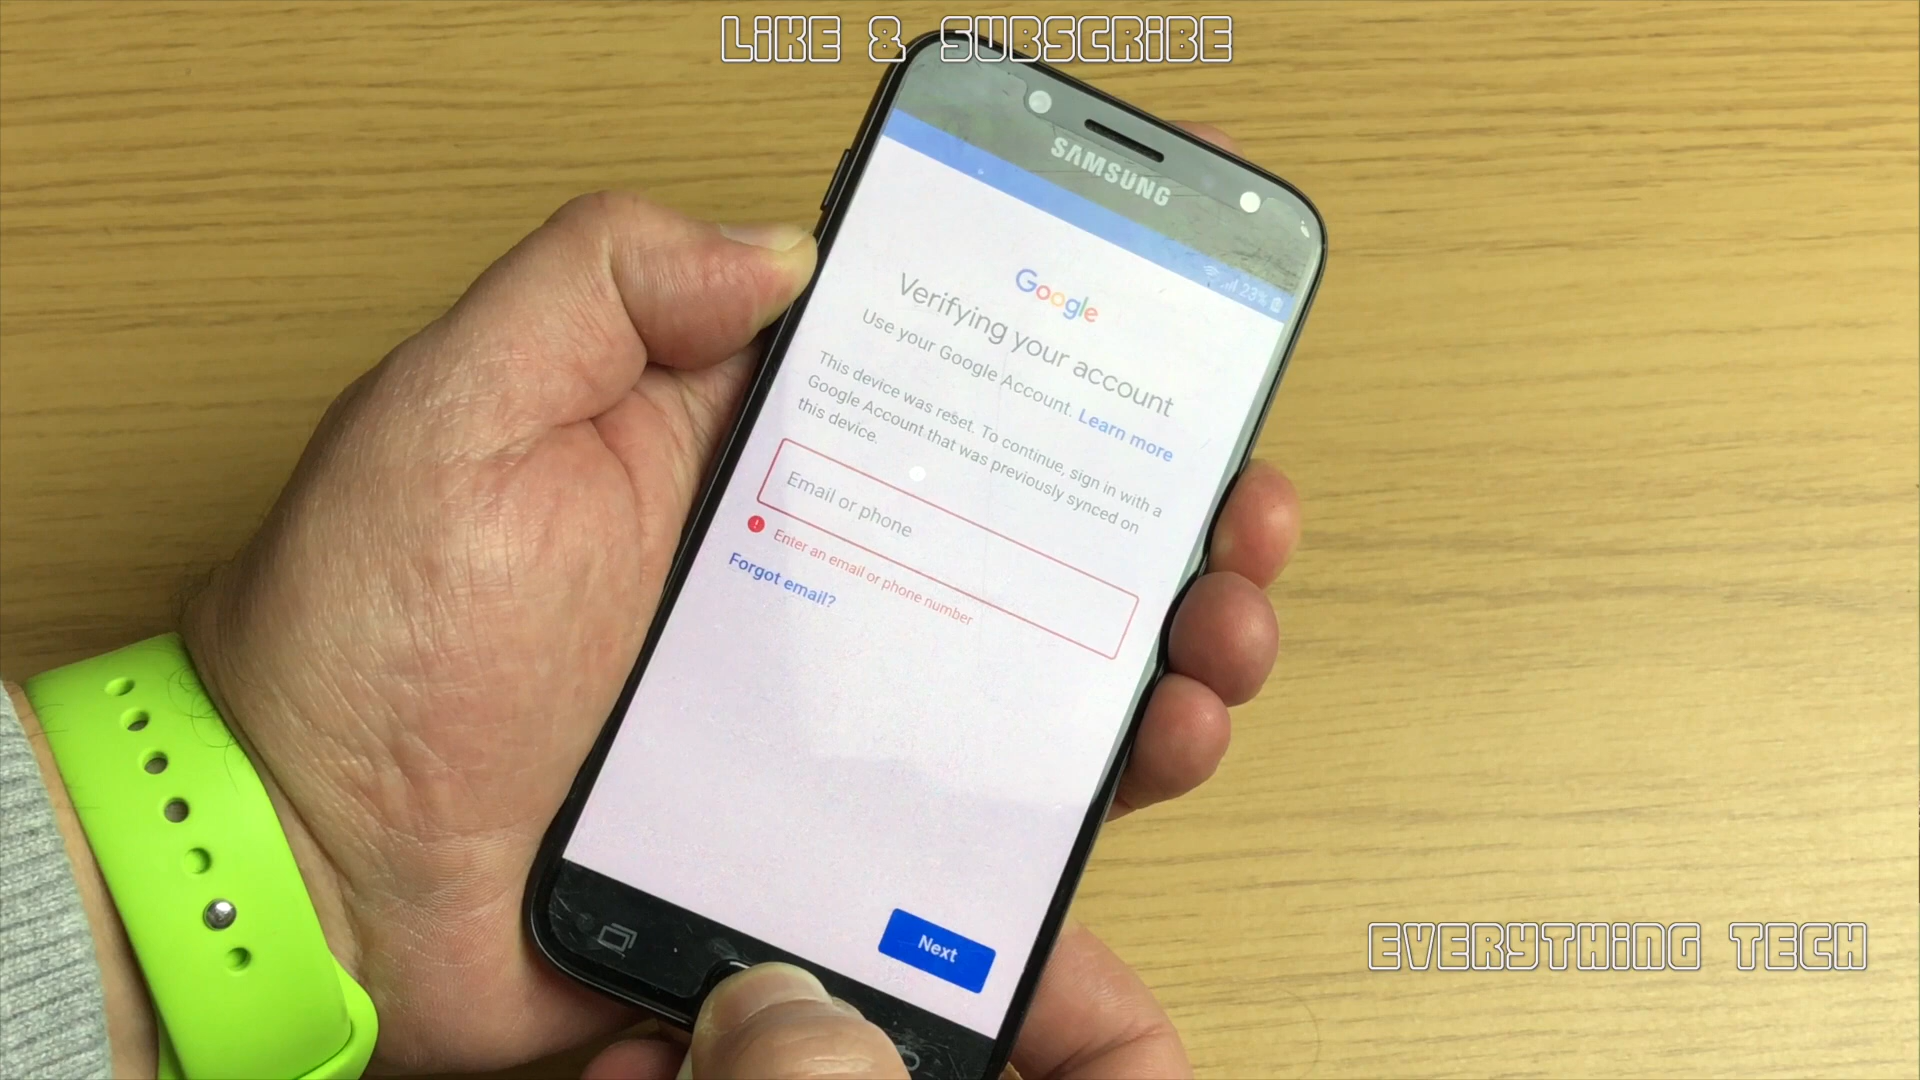 LIKE & SUBSCRIBE
SAMSUNG
23%
Google
Verifying your account
Use your Google Account. Learn more
This device was reset. To continue, sign in with a
Google Account that was previously synced on
this device.
Email or phone
Enter an email or phone number
Forgot email?
Next
EVERYTHING TECH